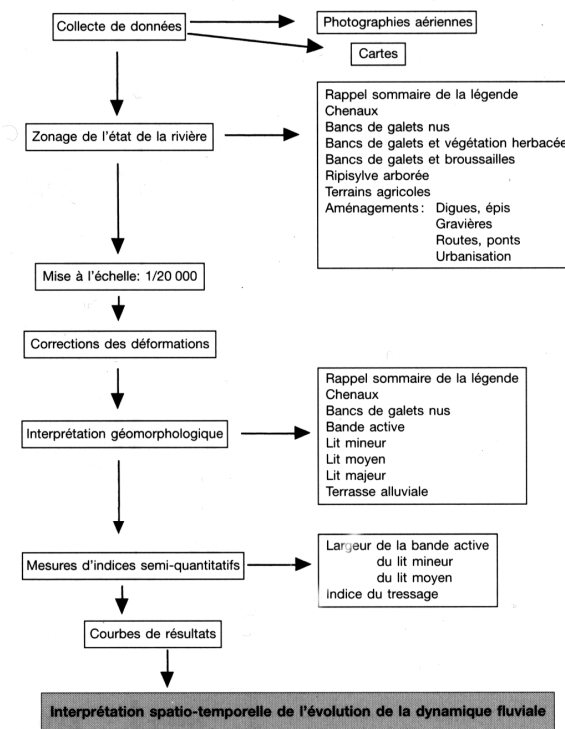 Collecte de données
Photographies aériennes
Cartes
Zonage de l'état de la rivière
Rappel sommaire de la légende
Chenaux
Bancs de galets nus
Bancs de galets et végétation herbacée
Bancs de galets et broussailles
Ripisylve arborée
Terrains agricoles
Aménagements: Digues, épis
Gravières
Routes, ponts
Urbanisation
Mise à l'échelle: 1/20 000
Corrections des déformations
Interprétation géomorphologique
Rappel sommaire de la légende
Chenaux
Bancs de galets nus
Bande active
Lit mineur
Lit moyen
Lit majeur
Terrasse alluviale
Mesures d'indices semi-quantitatifs
Largeur de la bande active
du lit mineur
du lit moyen
Indice du tressage
Courbes de résultats
Interprétation spatio-temporelle de l'évolution de la dynamique fluviale